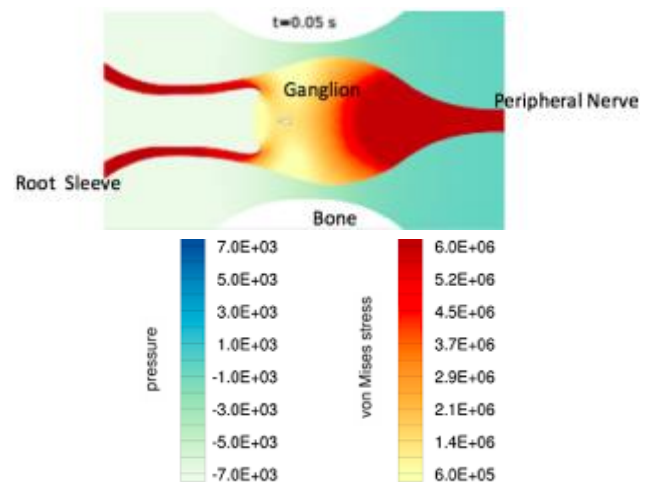 t=0.05 s
Ganglion
Peripheral Nerve
Root Sleeve
Bone
7.0E+03
5.0E+03
3.0E+03
1.0E+03
-1.0E+03
-3.0E+03
-5.0E+03
-7.0E+03
pressure
6.0E+06
5.2E+06
4.5E+06
3.7E+06
2.9E+06
2.1E+06
1.4E+06
6.0E+05
von Mises stress